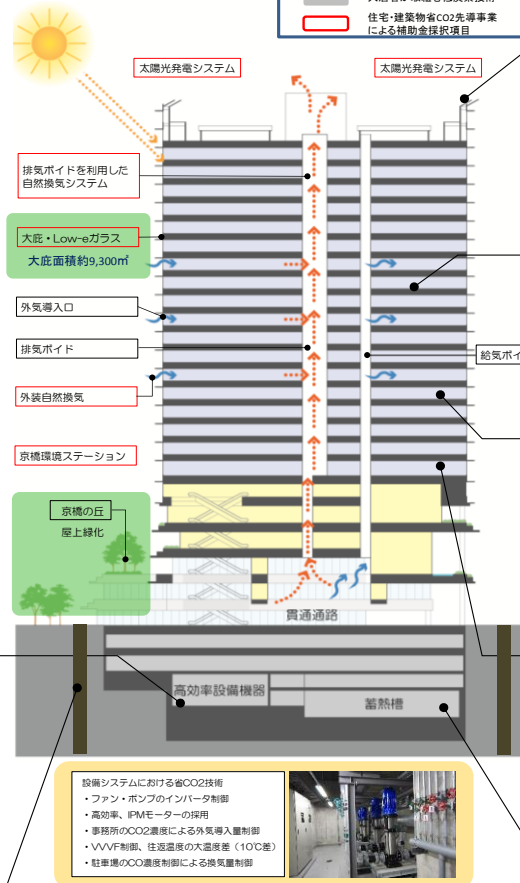 住宅・建築物省CO2先導事業
による補助金採択項目
太陽光発電システム
太陽光発電システム
排気ボイドを利用した
自然換気システム
大庇・Low-eガラス
大庇面積約9,300㎡
外気導入口
排気ボイド
給気ボイ
外装自然換気
京橋環境ステーション
京橋の丘
屋上緑化
貫通通路
高効率設備機器
蓄熱槽
設備システムにおける省CO2技術
・ファン・ポンプのインバータ制御
・高効率、IPMモーターの採用
・事務所のCO2濃度による外気導入量制御
・VVVF制御、往返温度の大温度差（10℃差）
・駐車場のCO濃度制御による換気量制御